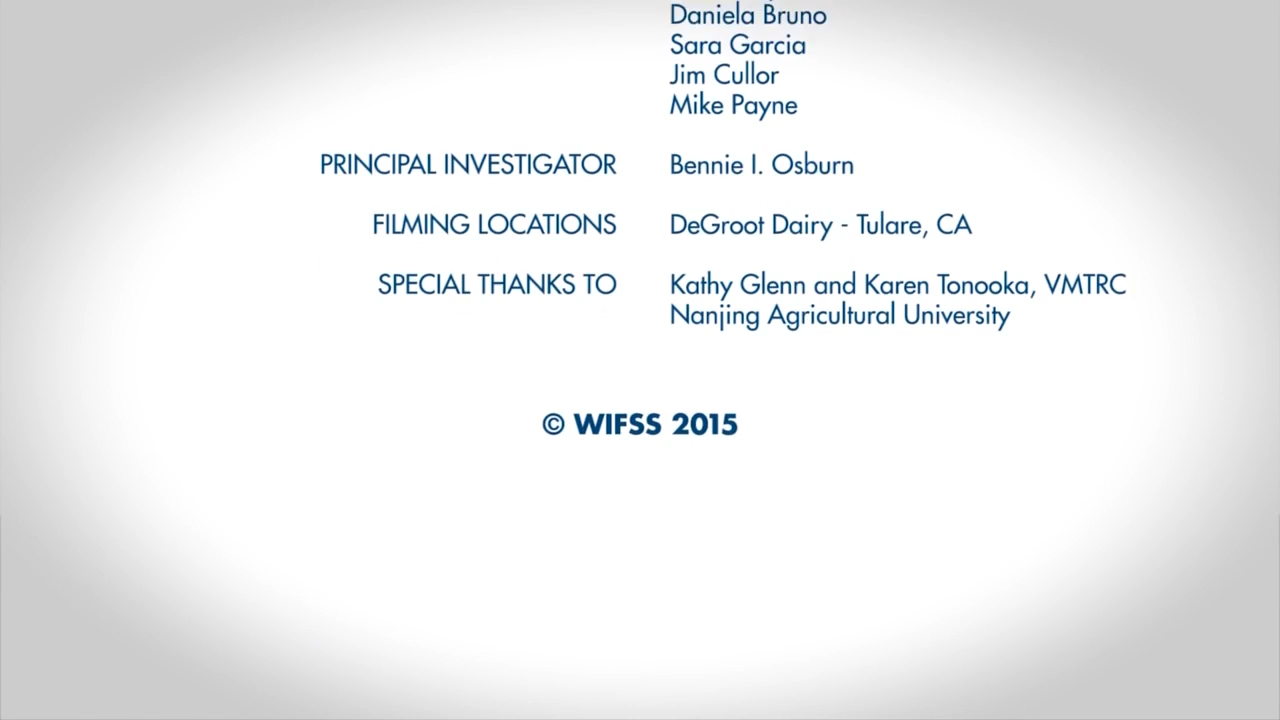 Daniela Bruno
Sara Garcia
Jim Cullor
Mike Payne
PRINCIPAL INVESTIGATOR Bennie I. Osburn
FILMING LOCATIONS DeGroot Dairy - Tulare, CA
SPECIAL THANKS TO Kathy Glenn and Karen Tonooka, VMTRC
Nanjing Agricultural University
© WIFSS 2015